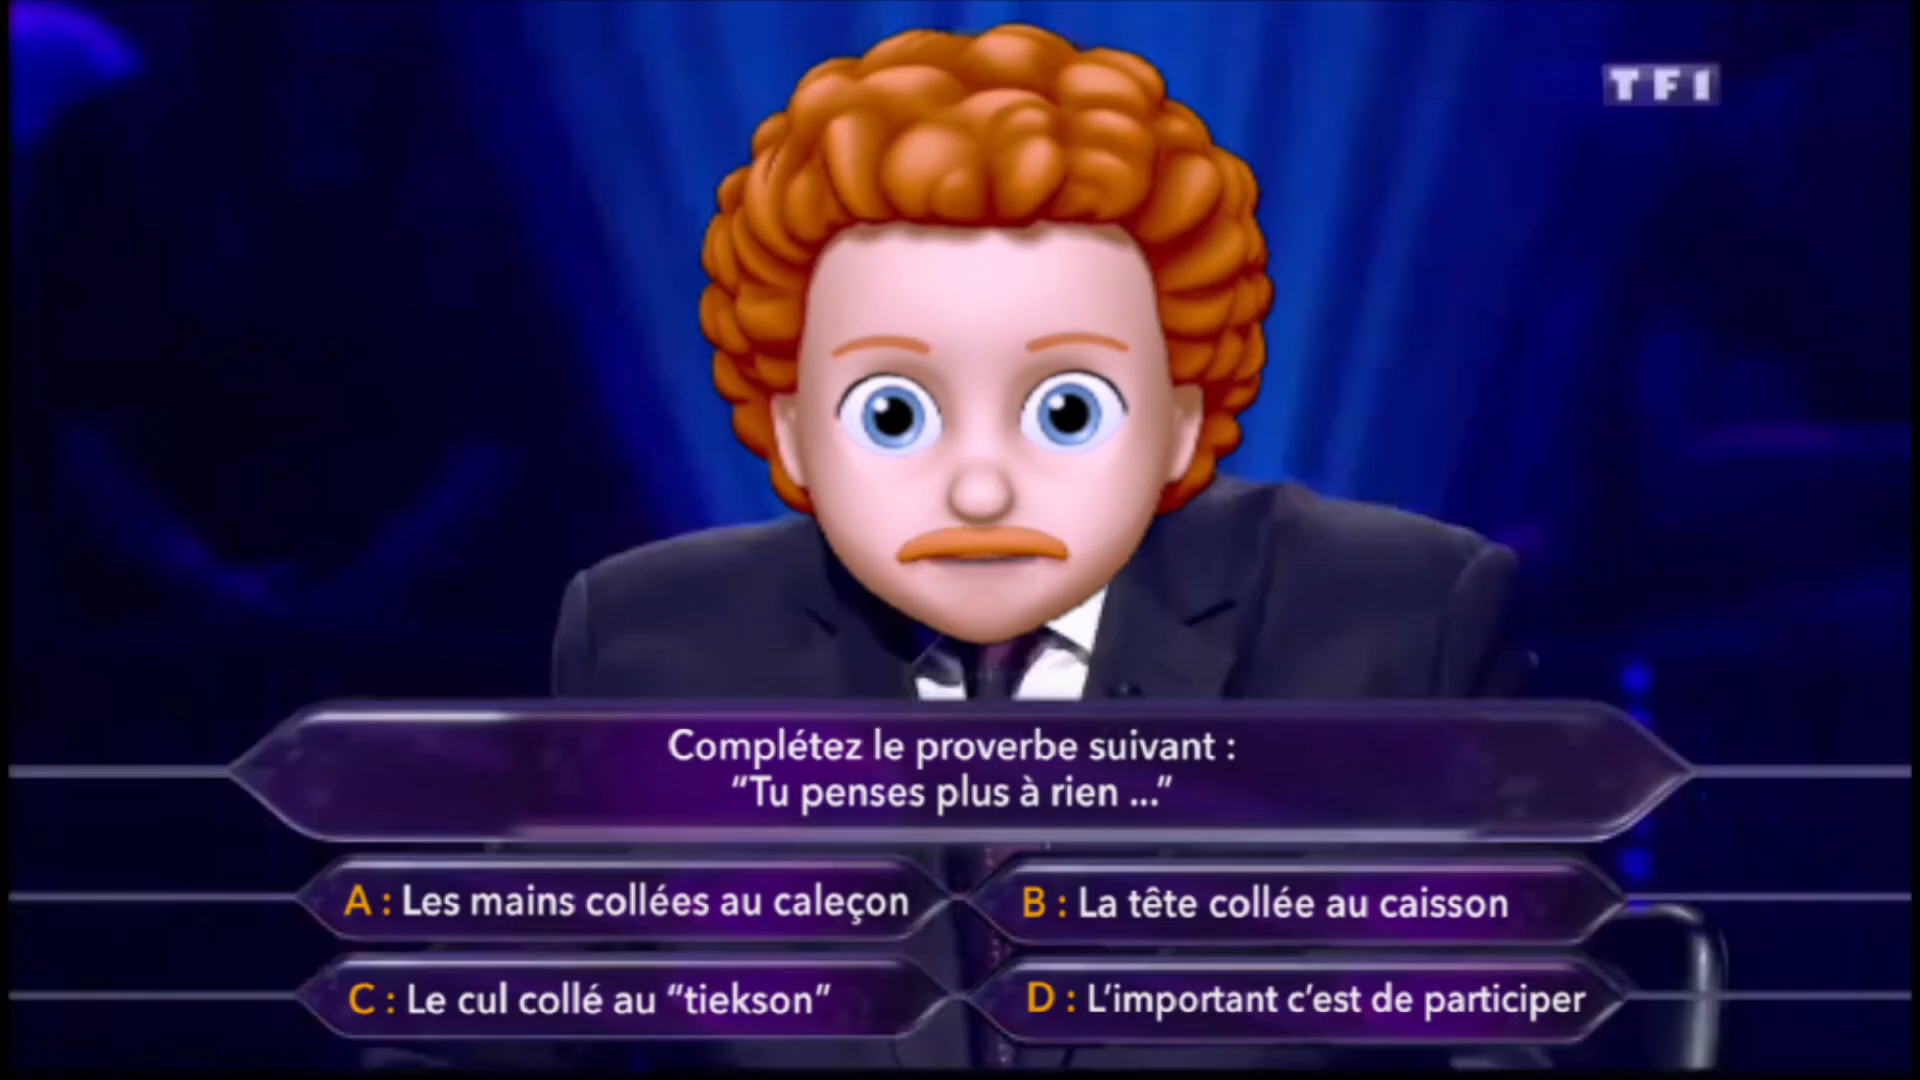 TF1
Complétez le proverbe suivant :
“Tu penses plus à rien ...”
A : Les mains collées au caleçon
B : La tête collée au caisson
C : Le cul collé au “tiekson”
D : L’important c’est de participer